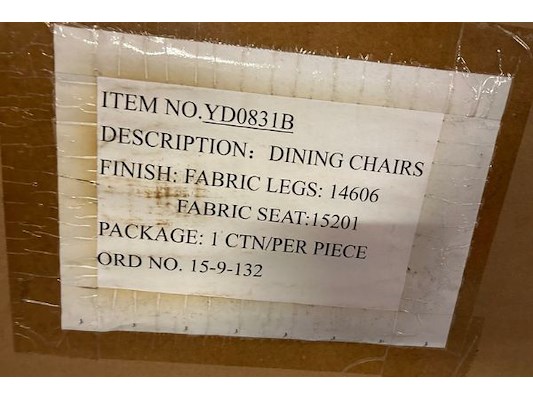 ITEM NO.YD0831B
DESCRIPTION: DINING CHAIRS
FINISH: FABRIC LEGS: 14606
FABRIC SEAT:15201
PACKAGE: 1 CTN/PER PIECE
ORD NO. 15-9-132